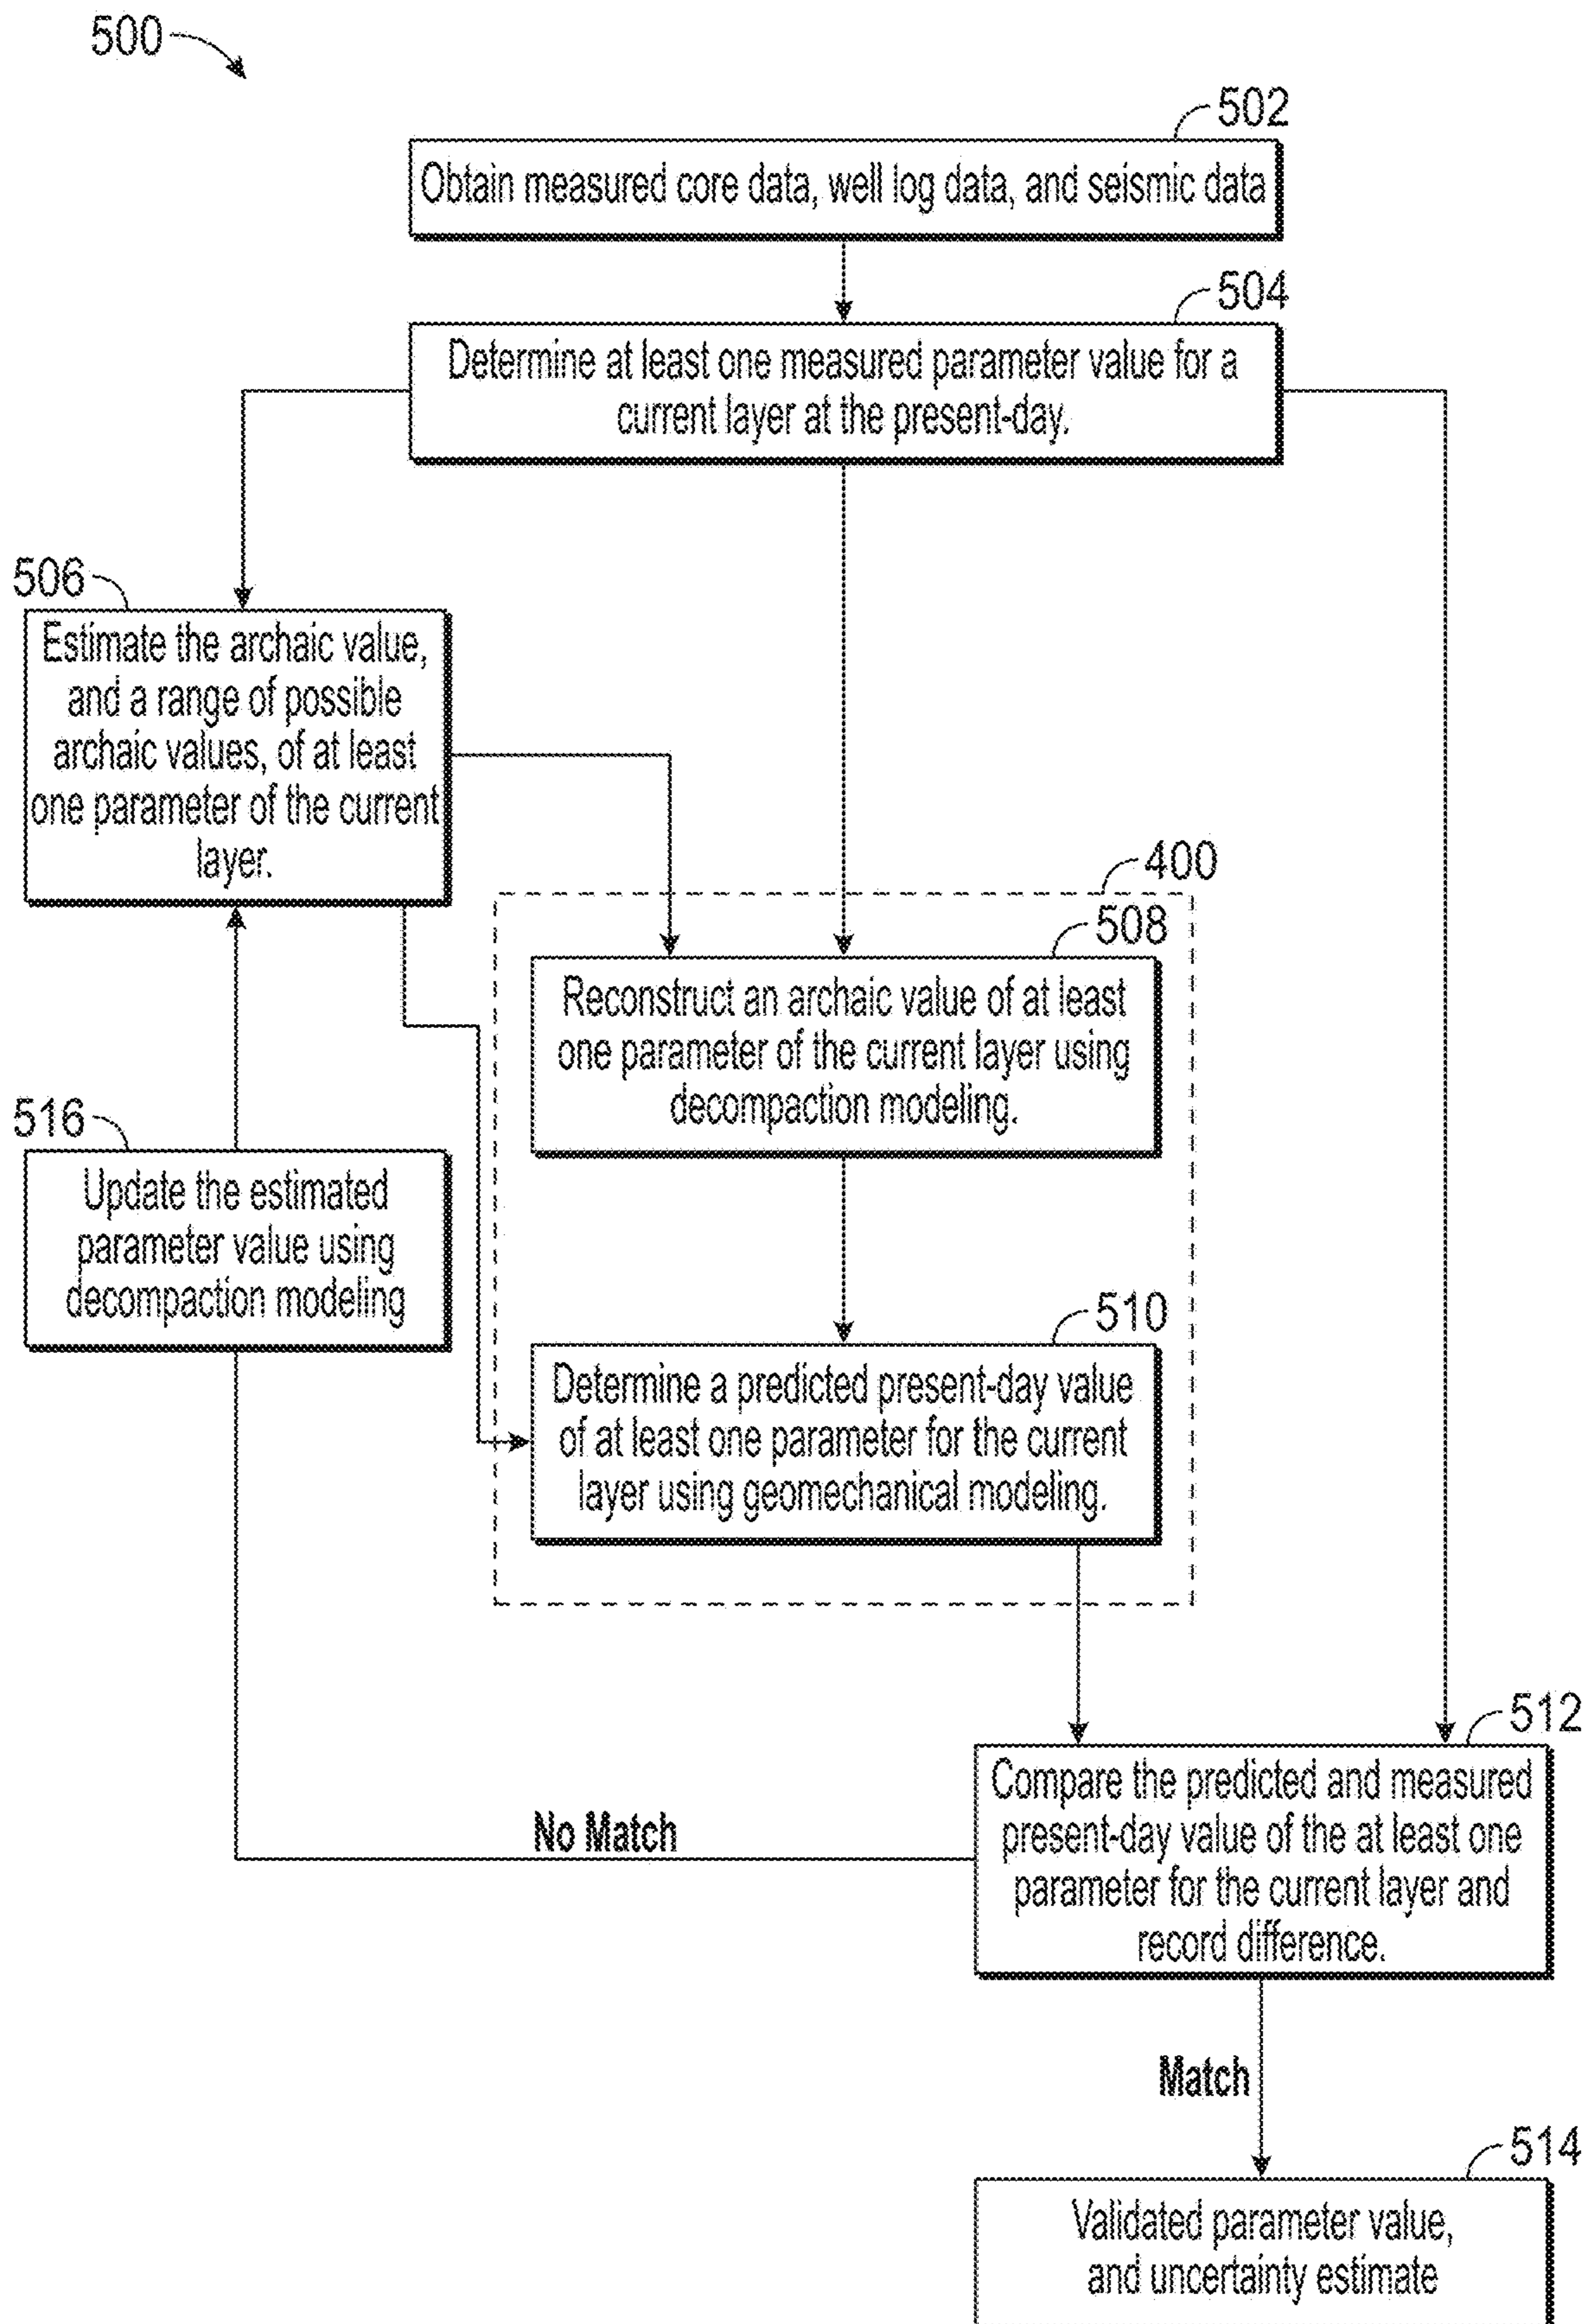 500
502
Obtain measured core data, well log data, and seismic data
504
Determine at least one measured parameter value for a
current layer at the present-day.
506
Estimate the archaic value,
and a range of possible
archaic values, of at least
one parameter of the current
layer.
400
508
Reconstruct an archaic value of at least
one parameter of the current layer using
decompaction modeling.
516
Update the estimated
parameter value using
decompaction modeling
510
Determine a predicted present-day value
of at least one parameter for the current
layer using geomechanical modeling.
512
Compare the predicted and measured
present-day value of the at least one
parameter for the current layer and
record difference.
No Match
Match
514
Validated parameter value,
and uncertainty estimate